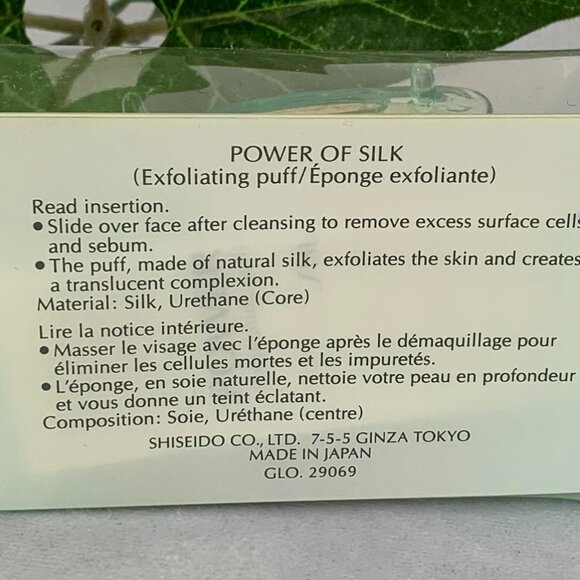 POWER OF SILK
(Exfoliating puff/Éponge exfoliante)
Read insertion.
• Slide over face after cleansing to remove excess surface cells
and sebum.
• The puff, made of natural silk, exfoliates the skin and creates
a translucent complexion.
Material: Silk, Urethane (Core)
Lire la notice intérieure.
• Masser le visage avec l'éponge après le démaquillage pour
éliminer les cellules mortes et les impuretés.
• L'éponge, en soie naturelle, nettoie votre peau en profondeur
et vous donne un teint éclatant.
Composition: Soie, Uréthane (centre)
SHISEIDO CO., LTD. 7-5-5 GINZA TOKYO
MADE IN JAPAN
GLO. 29069